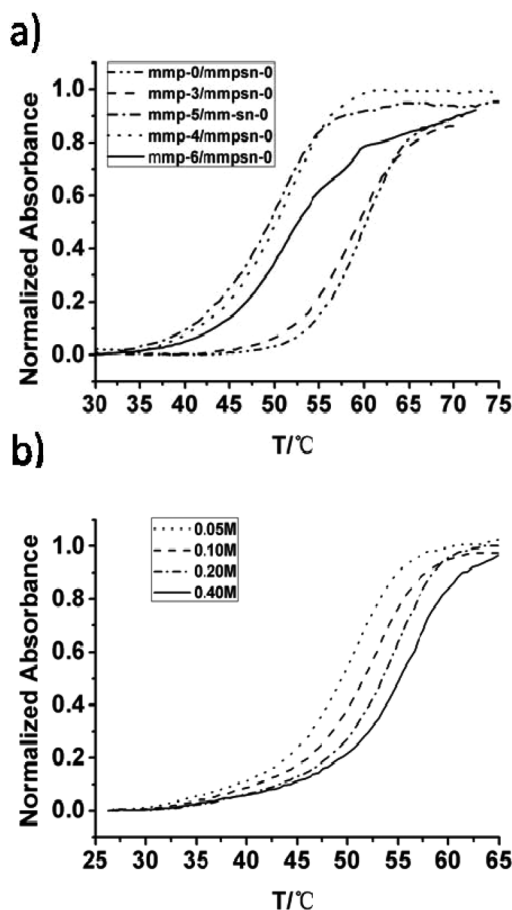 a)
mmp-0/mmpsn-0
mmp-3/mmpsn-0
mmp-5/mm-sn-0
mmp-4/mmpsn-0
mmp-6/mmpsn-0
Normalized Absorbance
1.0
0.8
0.6
0.4
0.2
0.0
30 35 40 45 50 55 60 65 70 75
T/℃
b)
0.05M
0.10M
0.20M
0.40M
Normalized Absorbance
1.0
0.8
0.6
0.4
0.2
0.0
25 30 35 40 45 50 55 60 65
T/℃